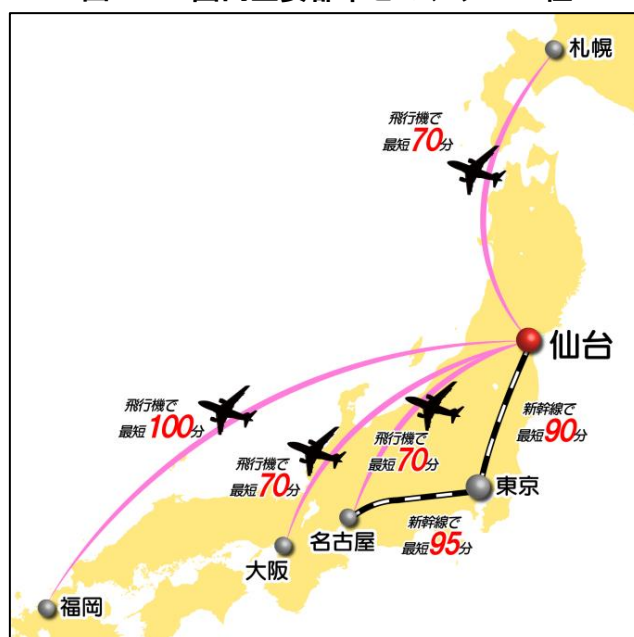 札幌
飛行機で
最短70分
仙台
飛行機で
最短100分
飛行機で
最短70分
飛行機で
最短70分
新幹線で
最短90分
東京
名古屋
新幹線で
最短95分
大阪
福岡